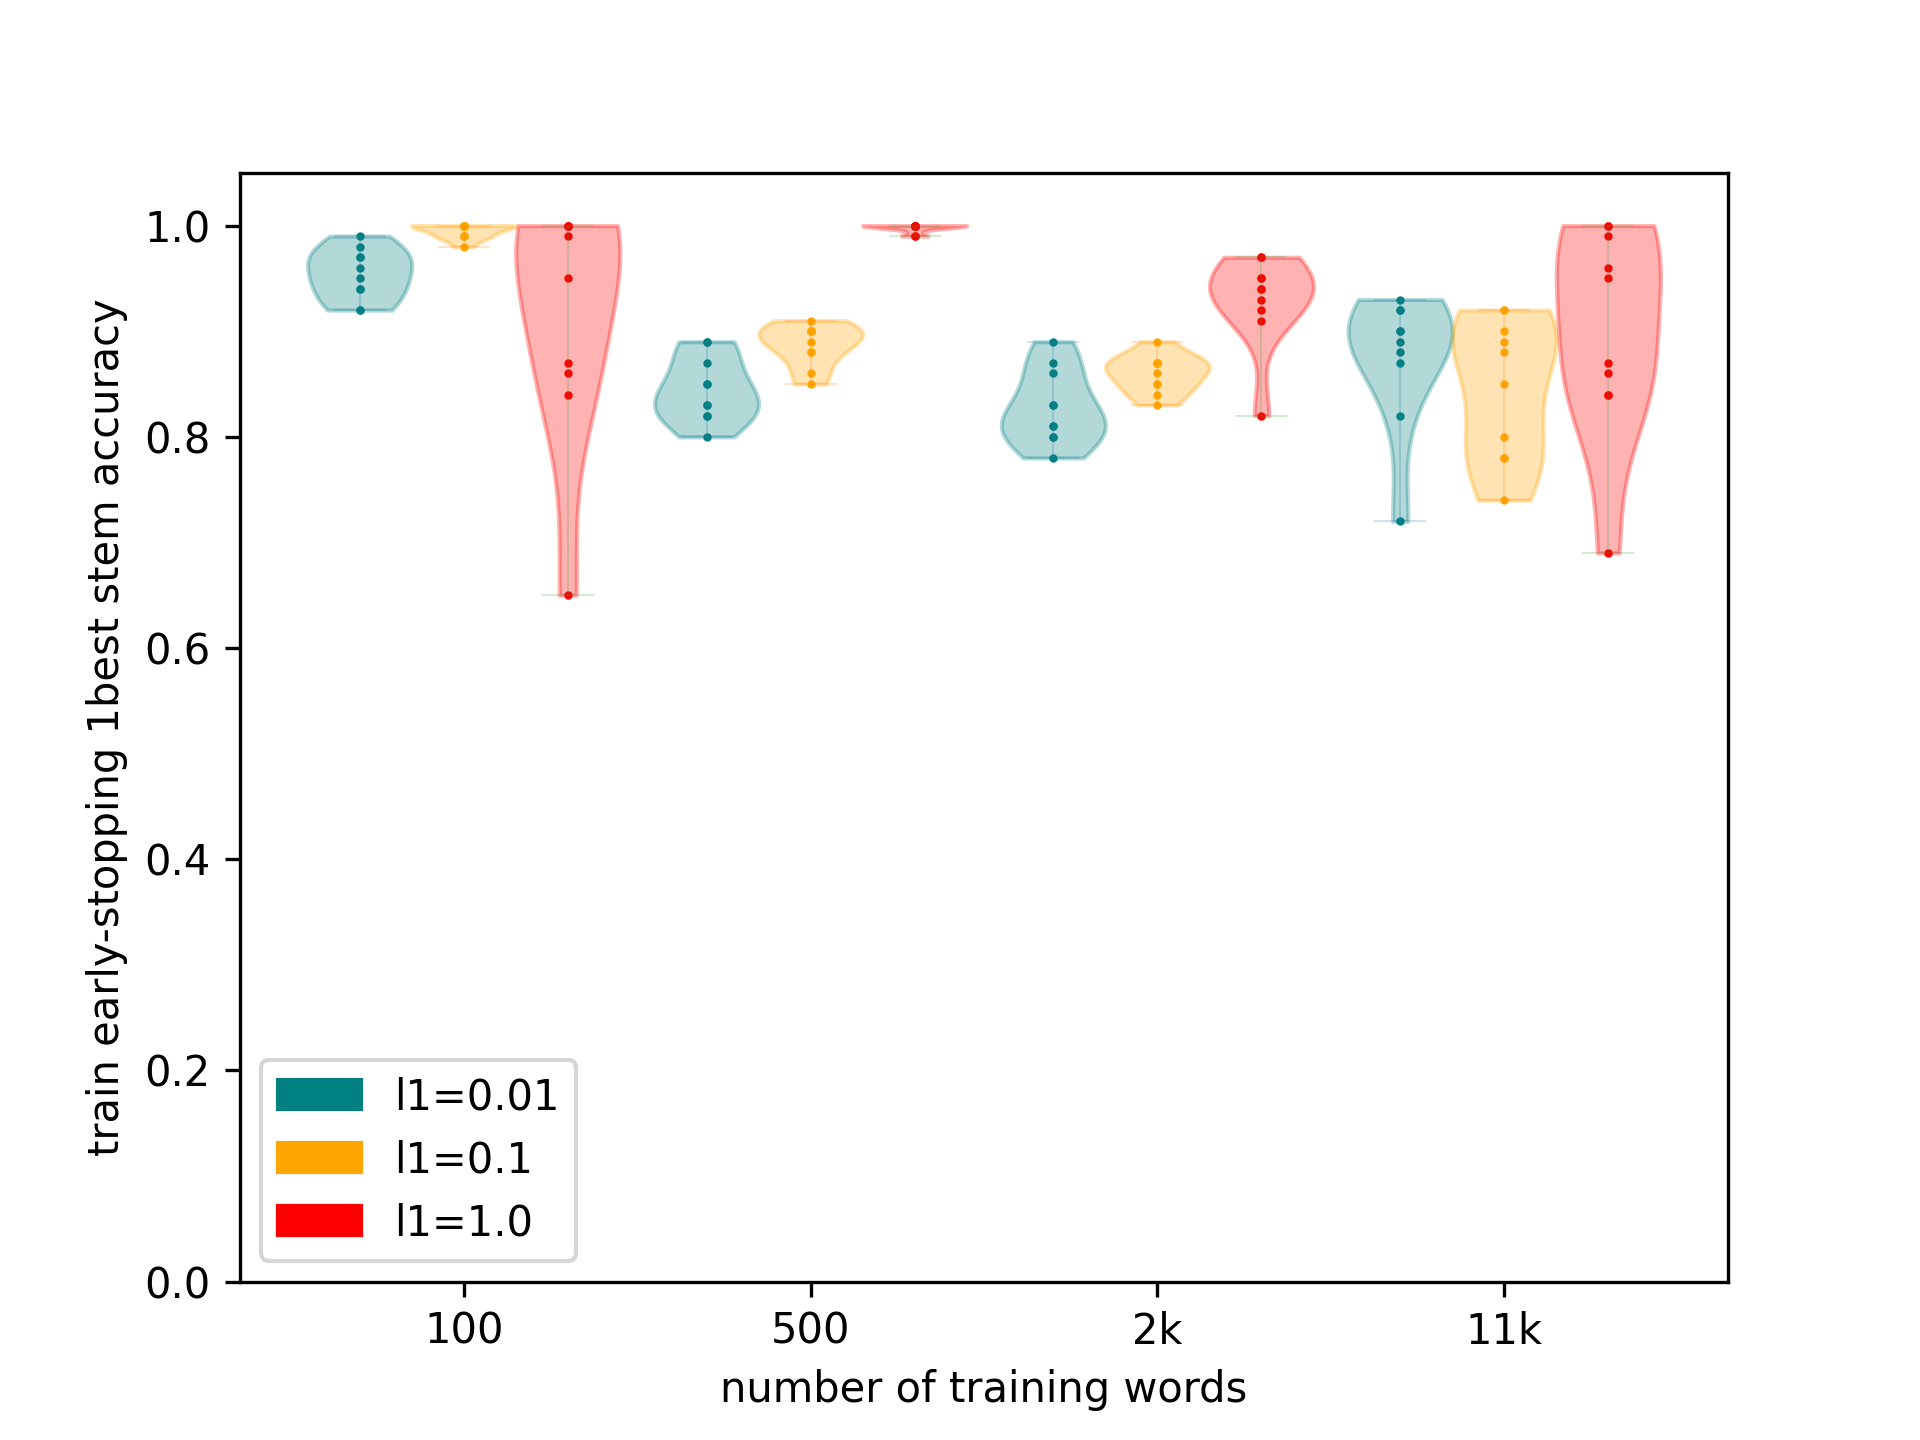 train early-stopping 1best stem accuracy
1.0
0.8
0.6
0.4
0.2
0.0
l1=0.01
l1=0.1
l1=1.0
100 500 2k 11k
number of training words